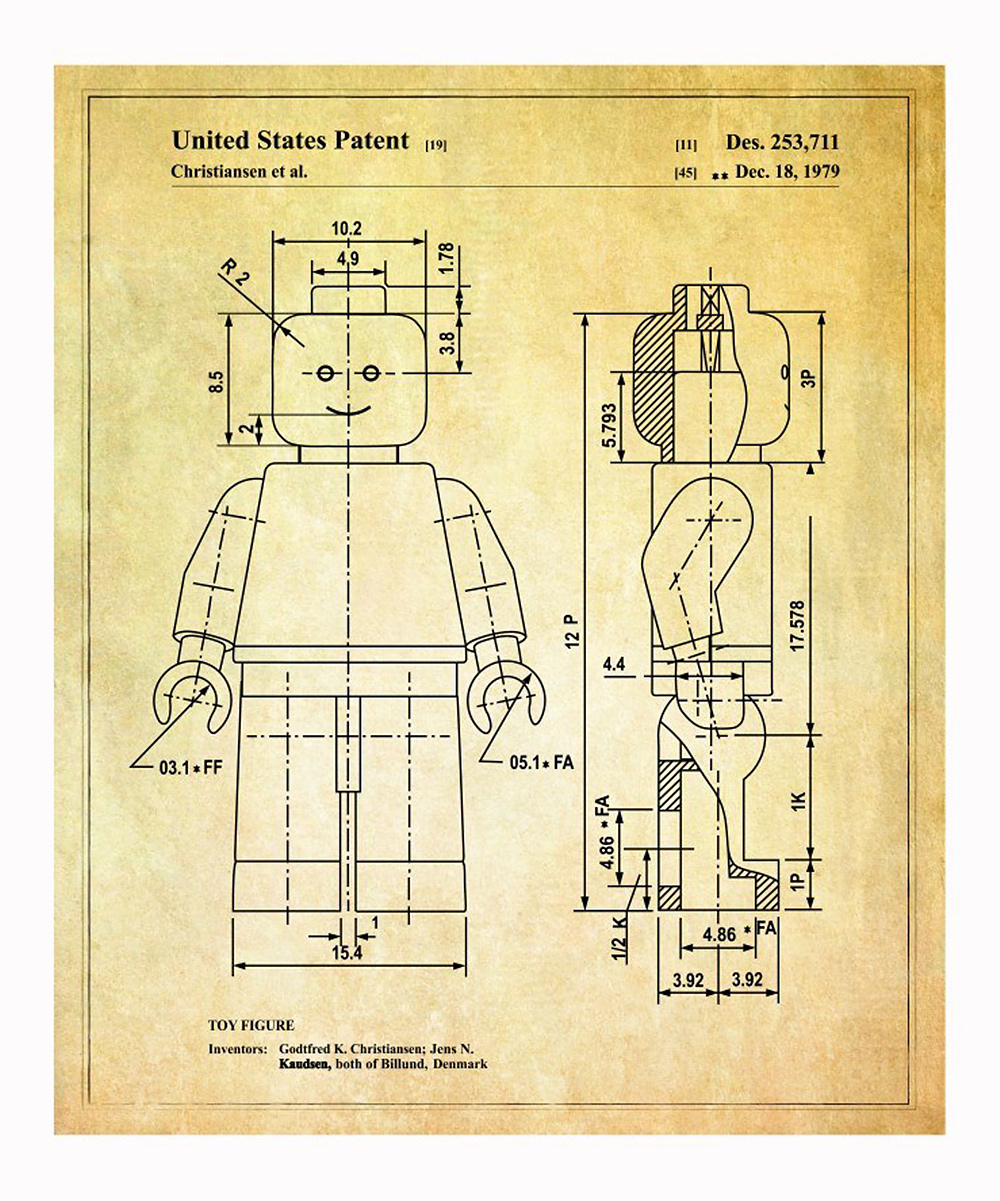 United States Patent [19] [11] Des. 253,711
Christiansen et al. [45] ** Dec. 18, 1979
10.2
4.9
1.78
R 2
3.8
8.5
2
3P
5.793
12 P
17.578
4.4
03.1*FF
05.1*FA
1K
4.86 *FA
1P
1/2 K
1
4.86 *FA
15.4
3.92 3.92
TOY FIGURE
Inventors: Godtfred K. Christiansen; Jens N.
Kaudsen, both of Billund, Denmark